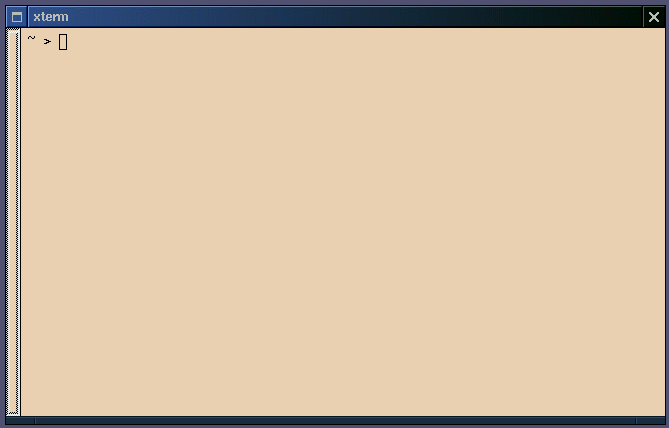 xterm
~ >